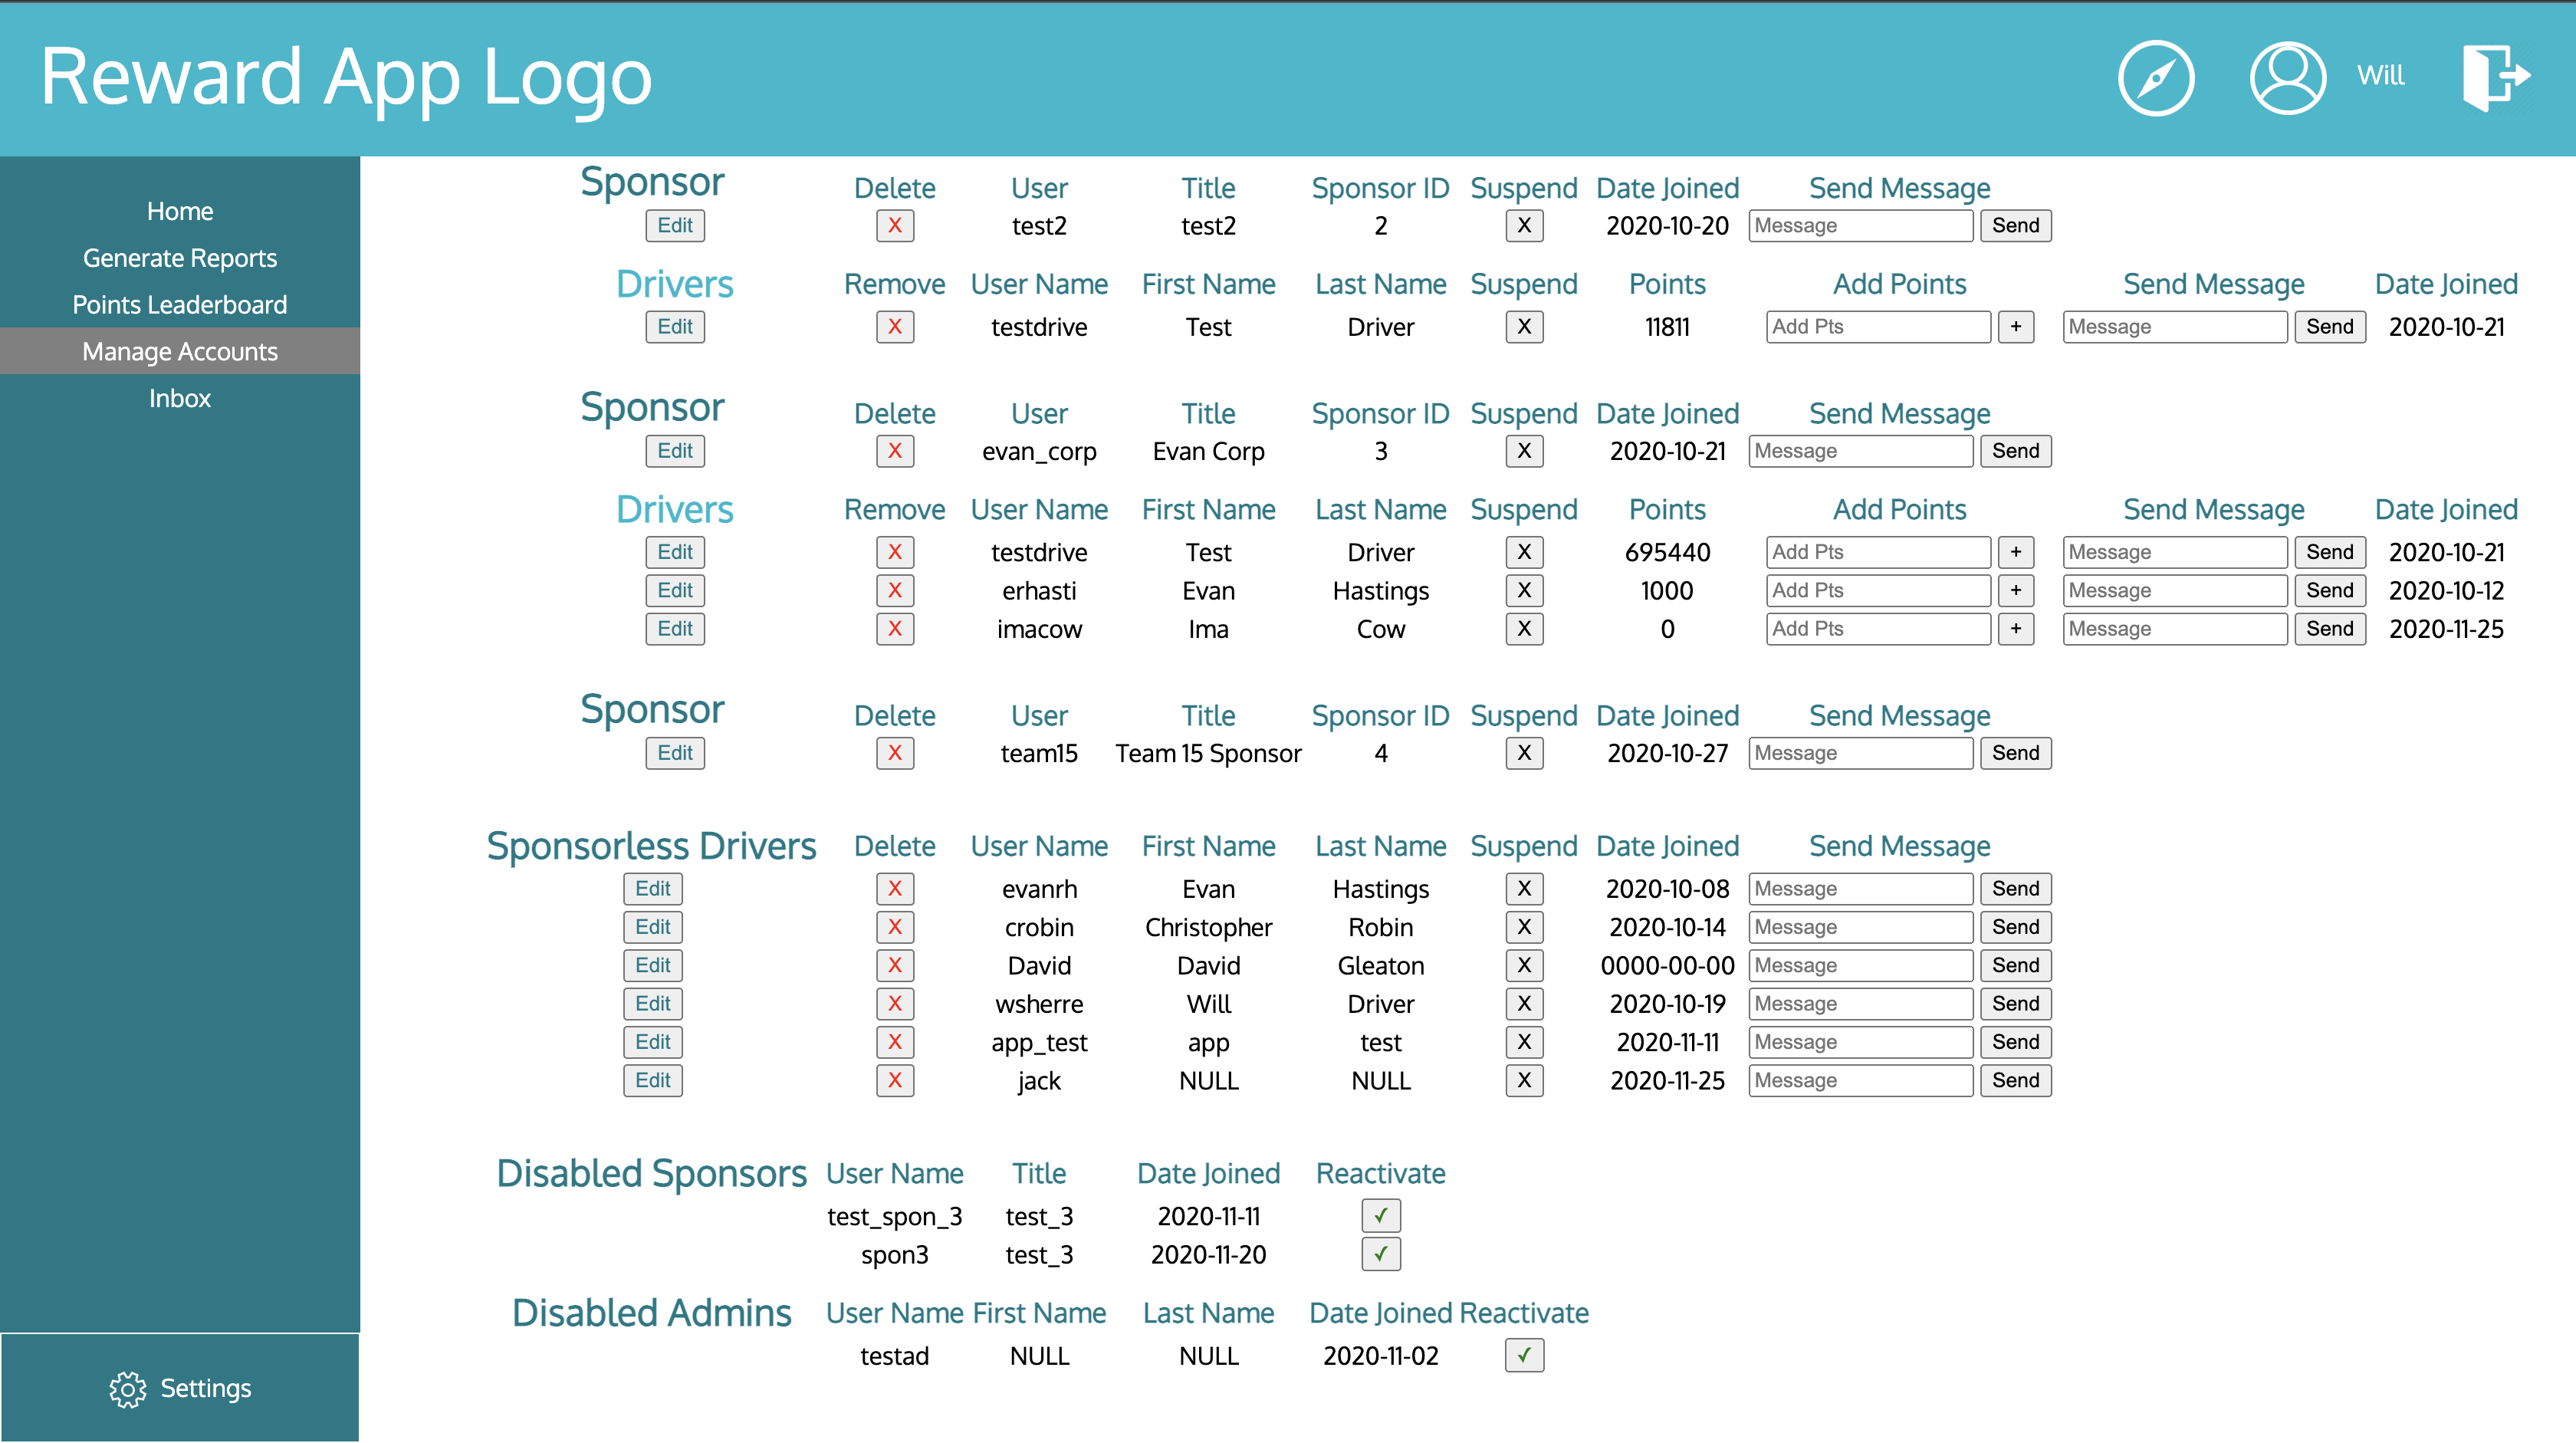 Reward App Logo
Will
Home
Generate Reports
Points Leaderboard
Manage Accounts
Inbox
Settings
Sponsor Delete User Title Sponsor ID Suspend Date Joined Send Message
Edit X test2 test2 2 X 2020-10-20 Message Send
Drivers Remove User Name First Name Last Name Suspend Points Add Points Send Message Date Joined
Edit X testdrive Test Driver X 11811 Add Pts + Message Send 2020-10-21
Sponsor Delete User Title Sponsor ID Suspend Date Joined Send Message
Edit X evan_corp Evan Corp 3 X 2020-10-21 Message Send
Drivers Remove User Name First Name Last Name Suspend Points Add Points Send Message Date Joined
Edit X testdrive Test Driver X 695440 Add Pts + Message Send 2020-10-21
Edit X erhasti Evan Hastings X 1000 Add Pts + Message Send 2020-10-12
Edit X imacow Ima Cow X 0 Add Pts + Message Send 2020-11-25
Sponsor Delete User Title Sponsor ID Suspend Date Joined Send Message
Edit X team15 Team 15 Sponsor 4 X 2020-10-27 Message Send
Sponsorless Drivers Delete User Name First Name Last Name Suspend Date Joined Send Message
Edit X evanrh Evan Hastings X 2020-10-08 Message Send
Edit X crobin Christopher Robin X 2020-10-14 Message Send
Edit X David David Gleaton X 0000-00-00 Message Send
Edit X wsherre Will Driver X 2020-10-19 Message Send
Edit X app_test app test X 2020-11-11 Message Send
Edit X jack NULL NULL X 2020-11-25 Message Send
Disabled Sponsors User Name Title Date Joined Reactivate
test_spon_3 test_3 2020-11-11 ✓
spon3 test_3 2020-11-20 ✓
Disabled Admins User Name First Name Last Name Date Joined Reactivate
testad NULL NULL 2020-11-02 ✓